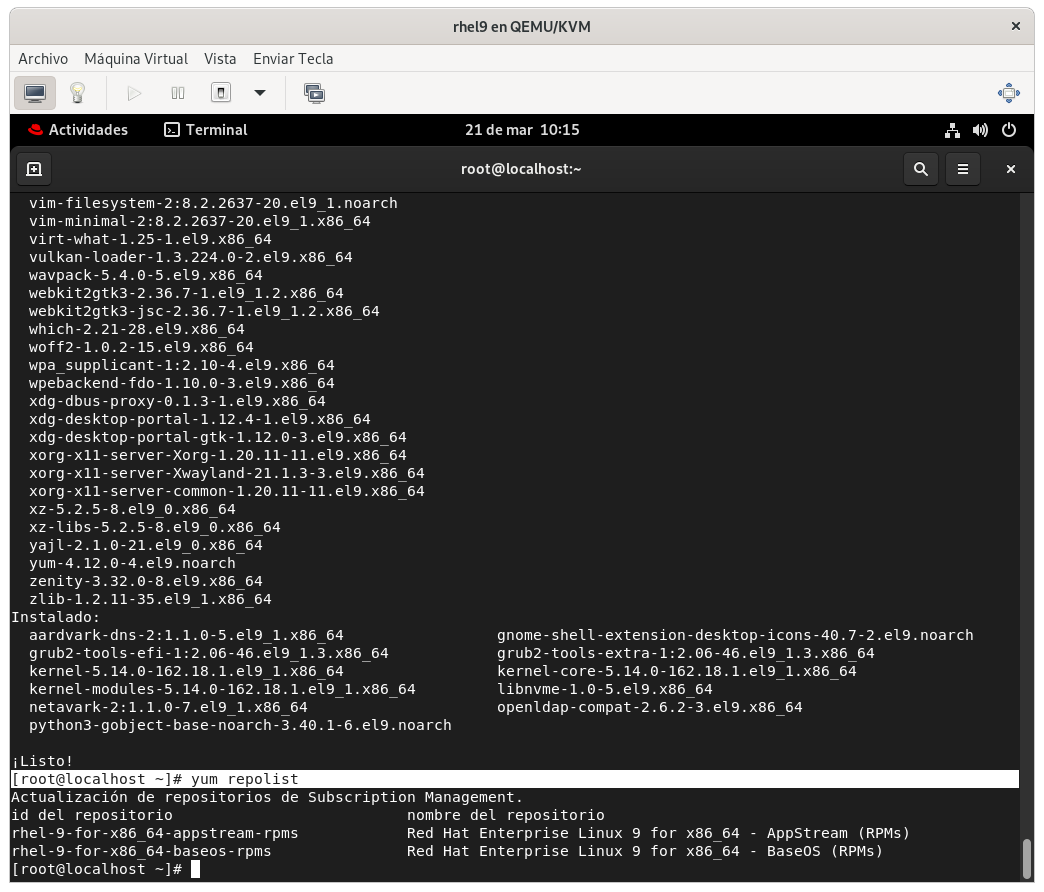 rhel9 en QEMU/KVM
Archivo Máquina Virtual Vista Enviar Tecla
Actividades Terminal 21 de mar 10:15
root@localhost:~
vim-filesystem-2:8.2.2637-20.el9_1.noarch
vim-minimal-2:8.2.2637-20.el9_1.x86_64
virt-what-1.25-1.el9.x86_64
vulkan-loader-1.3.224.0-2.el9.x86_64
wavpack-5.4.0-5.el9.x86_64
webkit2gtk3-2.36.7-1.el9_1.2.x86_64
webkit2gtk3-jsc-2.36.7-1.el9_1.2.x86_64
which-2.21-28.el9.x86_64
woff2-1.0.2-15.el9.x86_64
wpa_supplicant-1:2.10-4.el9.x86_64
wpebackend-fdo-1.10.0-3.el9.x86_64
xdg-dbus-proxy-0.1.3-1.el9.x86_64
xdg-desktop-portal-1.12.4-1.el9.x86_64
xdg-desktop-portal-gtk-1.12.0-3.el9.x86_64
xorg-x11-server-Xorg-1.20.11-11.el9.x86_64
xorg-x11-server-Xwayland-21.1.3-3.el9.x86_64
xorg-x11-server-common-1.20.11-11.el9.x86_64
xz-5.2.5-8.el9_0.x86_64
xz-libs-5.2.5-8.el9_0.x86_64
yajl-2.1.0-21.el9_0.x86_64
yum-4.12.0-4.el9.noarch
zenity-3.32.0-8.el9.x86_64
zlib-1.2.11-35.el9_1.x86_64
Instalado:
aardvark-dns-2:1.1.0-5.el9_1.x86_64 gnome-shell-extension-desktop-icons-40.7-2.el9.noarch
grub2-tools-efi-1:2.06-46.el9_1.3.x86_64 grub2-tools-extra-1:2.06-46.el9_1.3.x86_64
kernel-5.14.0-162.18.1.el9_1.x86_64 kernel-core-5.14.0-162.18.1.el9_1.x86_64
kernel-modules-5.14.0-162.18.1.el9_1.x86_64 libnvme-1.0-5.el9.x86_64
netavark-2:1.1.0-7.el9_1.x86_64 openldap-compat-2.6.2-3.el9.x86_64
python3-gobject-base-noarch-3.40.1-6.el9.noarch
¡Listo!
[root@localhost ~]# yum repolist
Actualización de repositorios de Subscription Management.
id del repositorio nombre del repositorio
rhel-9-for-x86_64-appstream-rpms Red Hat Enterprise Linux 9 for x86_64 - AppStream (RPMs)
rhel-9-for-x86_64-baseos-rpms Red Hat Enterprise Linux 9 for x86_64 - BaseOS (RPMs)
[root@localhost ~]#